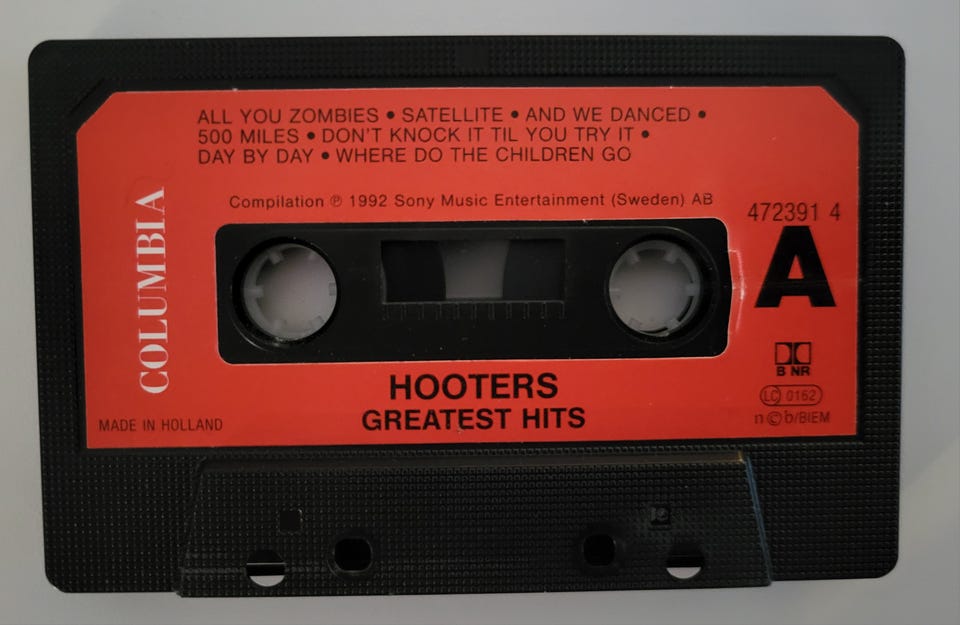 ALL YOU ZOMBIES • SATELLITE • AND WE DANCED •
500 MILES • DON'T KNOCK IT TIL YOU TRY IT •
DAY BY DAY • WHERE DO THE CHILDREN GO
Compilation ℗ 1992 Sony Music Entertainment (Sweden) AB
472391 4
A
COLUMBIA
B NR
HOOTERS
GREATEST HITS
LC 0162
n©b/BIEM
MADE IN HOLLAND